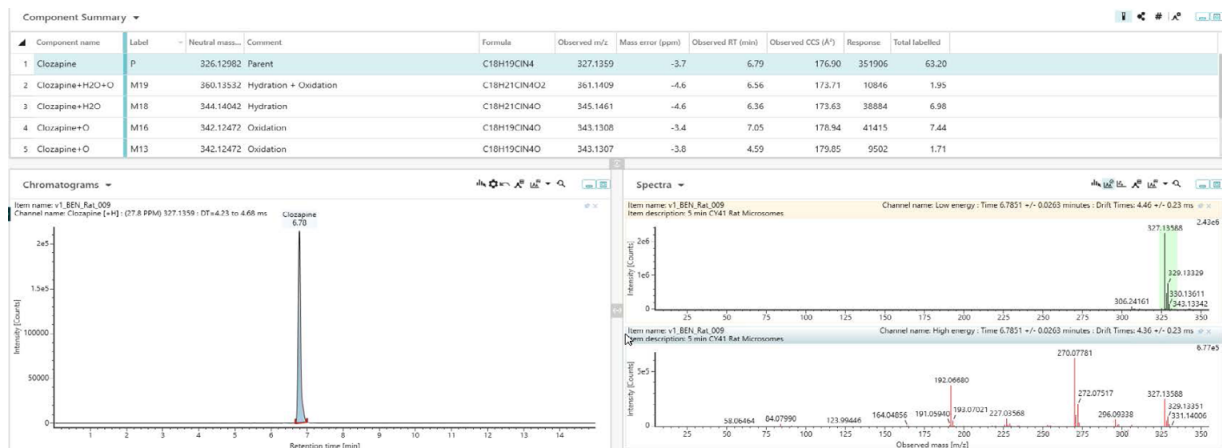 Component Summary
Component name Label Neutral mass... Comment Formula Observed m/z Mass error (ppm) Observed RT (min) Observed CCS (Å²) Response Total labelled
1 Clozapine P 326.12982 Parent C18H19ClN4 327.1359 -3.7 6.79 176.90 351906 63.20
2 Clozapine+H2O+O M19 360.13532 Hydration + Oxidation C18H21ClN4O2 361.1409 -4.6 6.56 173.71 10846 1.95
3 Clozapine+H2O M18 344.14042 Hydration C18H21ClN4O 345.1461 -4.6 6.36 173.63 38884 6.98
4 Clozapine+O M16 342.12472 Oxidation C18H19ClN4O 343.1308 -3.4 7.05 178.94 41415 7.44
5 Clozapine+O M13 342.12472 Oxidation C18H19ClN4O 343.1307 -3.8 4.59 179.85 9502 1.71
Chromatograms
Item name: v1_BEN_Rat_009
Channel name: Clozapine [+H] : (27.8 PPM) 327.1359 : DT=4.23 to 4.68 ms
Clozapine
6.78
2e5
1.5e5
100000
50000
0
Intensity [Counts]
1 2 3 4 5 6 7 8 9 10 11 12 13 14
Retention time [min]
Spectra
Item name: v1_BEN_Rat_009 Channel name: Low energy : Time 6.7851 +/- 0.0263 minutes : Drift Times: 4.46 +/- 0.23 ms
Item description: 5 min CY41 Rat Microsomes
2.43e6
327.13588
2e6
329.13329
1e6
330.13611
306.24161
343.13342
0
Intensity [Counts]
25 50 75 100 125 150 175 200 225 250 275 300 325 350
Item name: v1_BEN_Rat_009 Channel name: High energy : Time 6.7851 +/- 0.0263 minutes : Drift Times: 4.36 +/- 0.23 ms
Item description: 5 min CY41 Rat Microsomes
6.77e5
270.07781
5e5
192.06680
272.07517
327.13588
329.13351
331.14006
58.06464 84.07990 123.99446 164.04856 191.05940 193.07021 227.03568 296.09338
0
Intensity [Counts]
25 50 75 100 125 150 175 200 225 250 275 300 325 350
Observed mass [m/z]